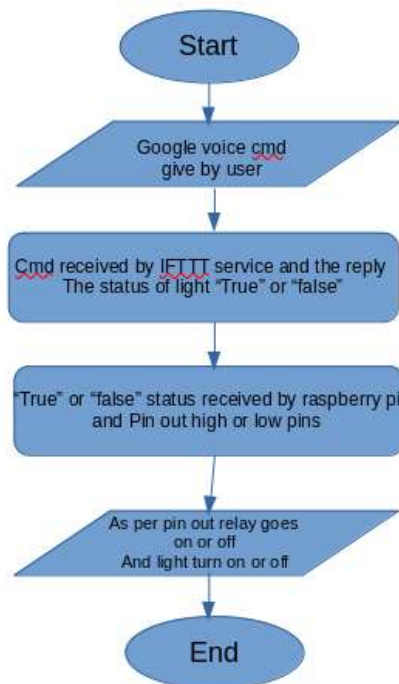 Start
Google voice cmd
give by user
Cmd received by IFTTT service and the reply
The status of light “True” or “false”
“True” or “false” status received by raspberry pi
and Pin out high or low pins
As per pin out relay goes
on or off
And light turn on or off
End